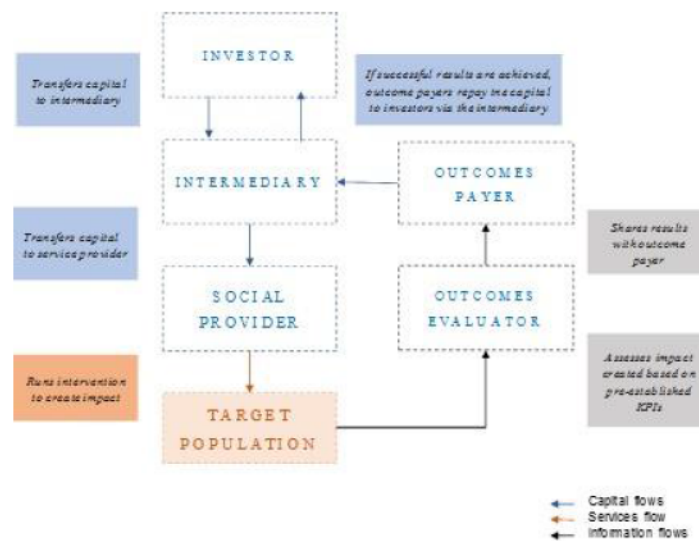 INVESTOR
Transfers capital
to intermediary
If successful results are achieved,
outcome payers repay the capital
to investors via the intermediary
INTERMEDIARY
OUTCOMES
PAYER
Transfers capital
to service provider
Shares results
without outcome
payer
SOCIAL
PROVIDER
OUTCOMES
EVALUATOR
Runs intervention
to create impact
Assesses impact
created based on
pre-established
KPIs
TARGET
POPULATION
Capital flows
Services flow
Information flows